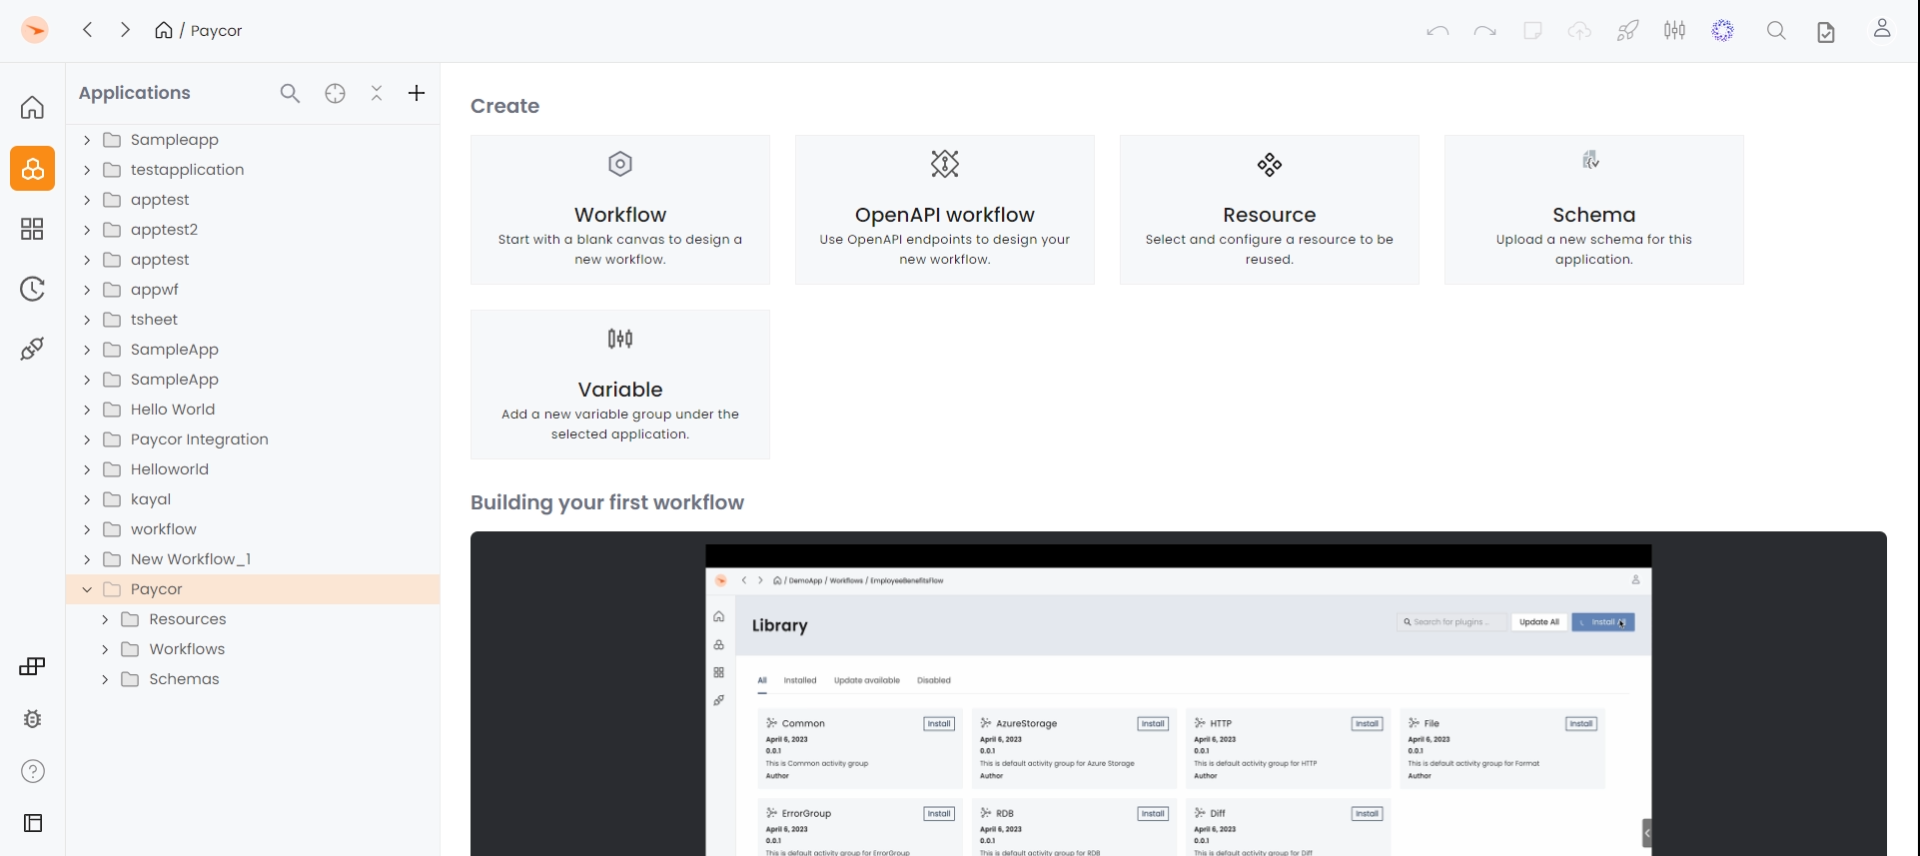 / Paycor
Applications
Sampleapp
testapplication
apptest
apptest2
apptest
appwf
tsheet
SampleApp
SampleApp
Hello World
Paycor Integration
Helloworld
kayal
workflow
New Workflow_1
Paycor
Resources
Workflows
Schemas
Create
Workflow
Start with a blank canvas to design a
new workflow.
OpenAPI workflow
Use OpenAPI endpoints to design your
new workflow.
Resource
Select and configure a resource to be
reused.
Schema
Upload a new schema for this
application.
Variable
Add a new variable group under the
selected application.
Building your first workflow
/ DemoApp / Workflows / EmployeeBenefitsFlow
Library
Search for plugins ...
Update All
Install
All Installed Update available Disabled
Common Install
April 6, 2023
0.0.1
This is Common activity group
Author
AzureStorage Install
April 6, 2023
0.0.1
This is default activity group for Azure Storage
Author
HTTP Install
April 6, 2023
0.0.1
This is default activity group for HTTP
Author
File Install
April 6, 2023
0.0.1
This is default activity group for Format
Author
ErrorGroup Install
April 6, 2023
0.0.1
This is default activity group for ErrorGroup
RDB Install
April 6, 2023
0.0.1
This is default activity group for RDB
Diff Install
April 6, 2023
0.0.1
This is default activity group for Diff